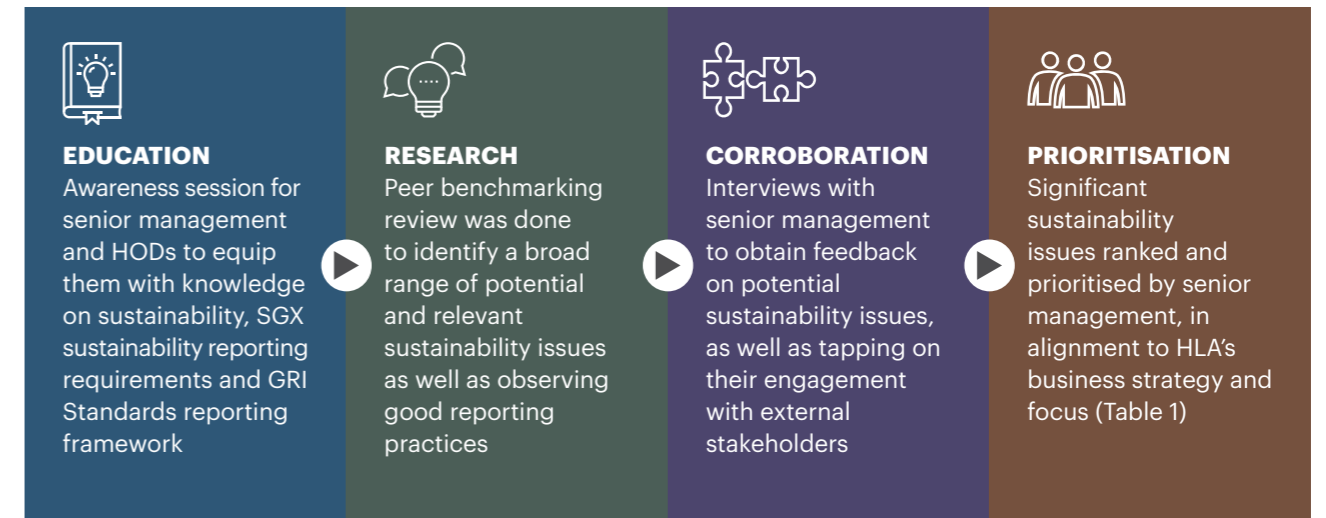 EDUCATION
Awareness session for
senior management
and HODs to equip
them with knowledge
on sustainability, SGX
sustainability reporting
requirements and GRI
Standards reporting
framework
RESEARCH
Peer benchmarking
review was done
to identify a broad
range of potential
and relevant
sustainability issues
as well as observing
good reporting
practices
CORROBORATION
Interviews with
senior management
to obtain feedback
on potential
sustainability issues,
as well as tapping on
their engagement
with external
stakeholders
PRIORITISATION
Significant
sustainability
issues ranked and
prioritised by senior
management, in
alignment to HLA's
business strategy and
focus (Table 1)